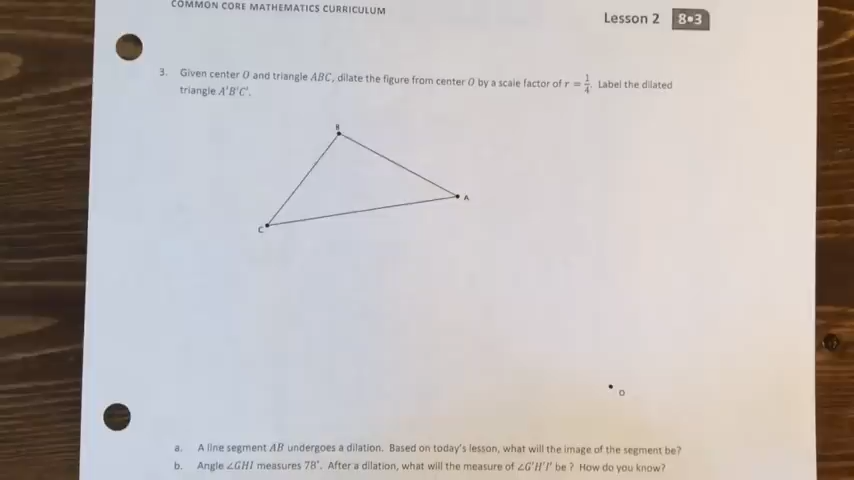 COMMON CORE MATHEMATICS CURRICULUM
Lesson 2 8•3
3. Given center O and triangle ABC, dilate the figure from center O by a scale factor of r = 1/4. Label the dilated
triangle A'B'C'.
B
A
C
O
a. A line segment AB undergoes a dilation. Based on today's lesson, what will the image of the segment be?
b. Angle ∠GHI measures 78°. After a dilation, what will the measure of ∠G'H'I' be ? How do you know?